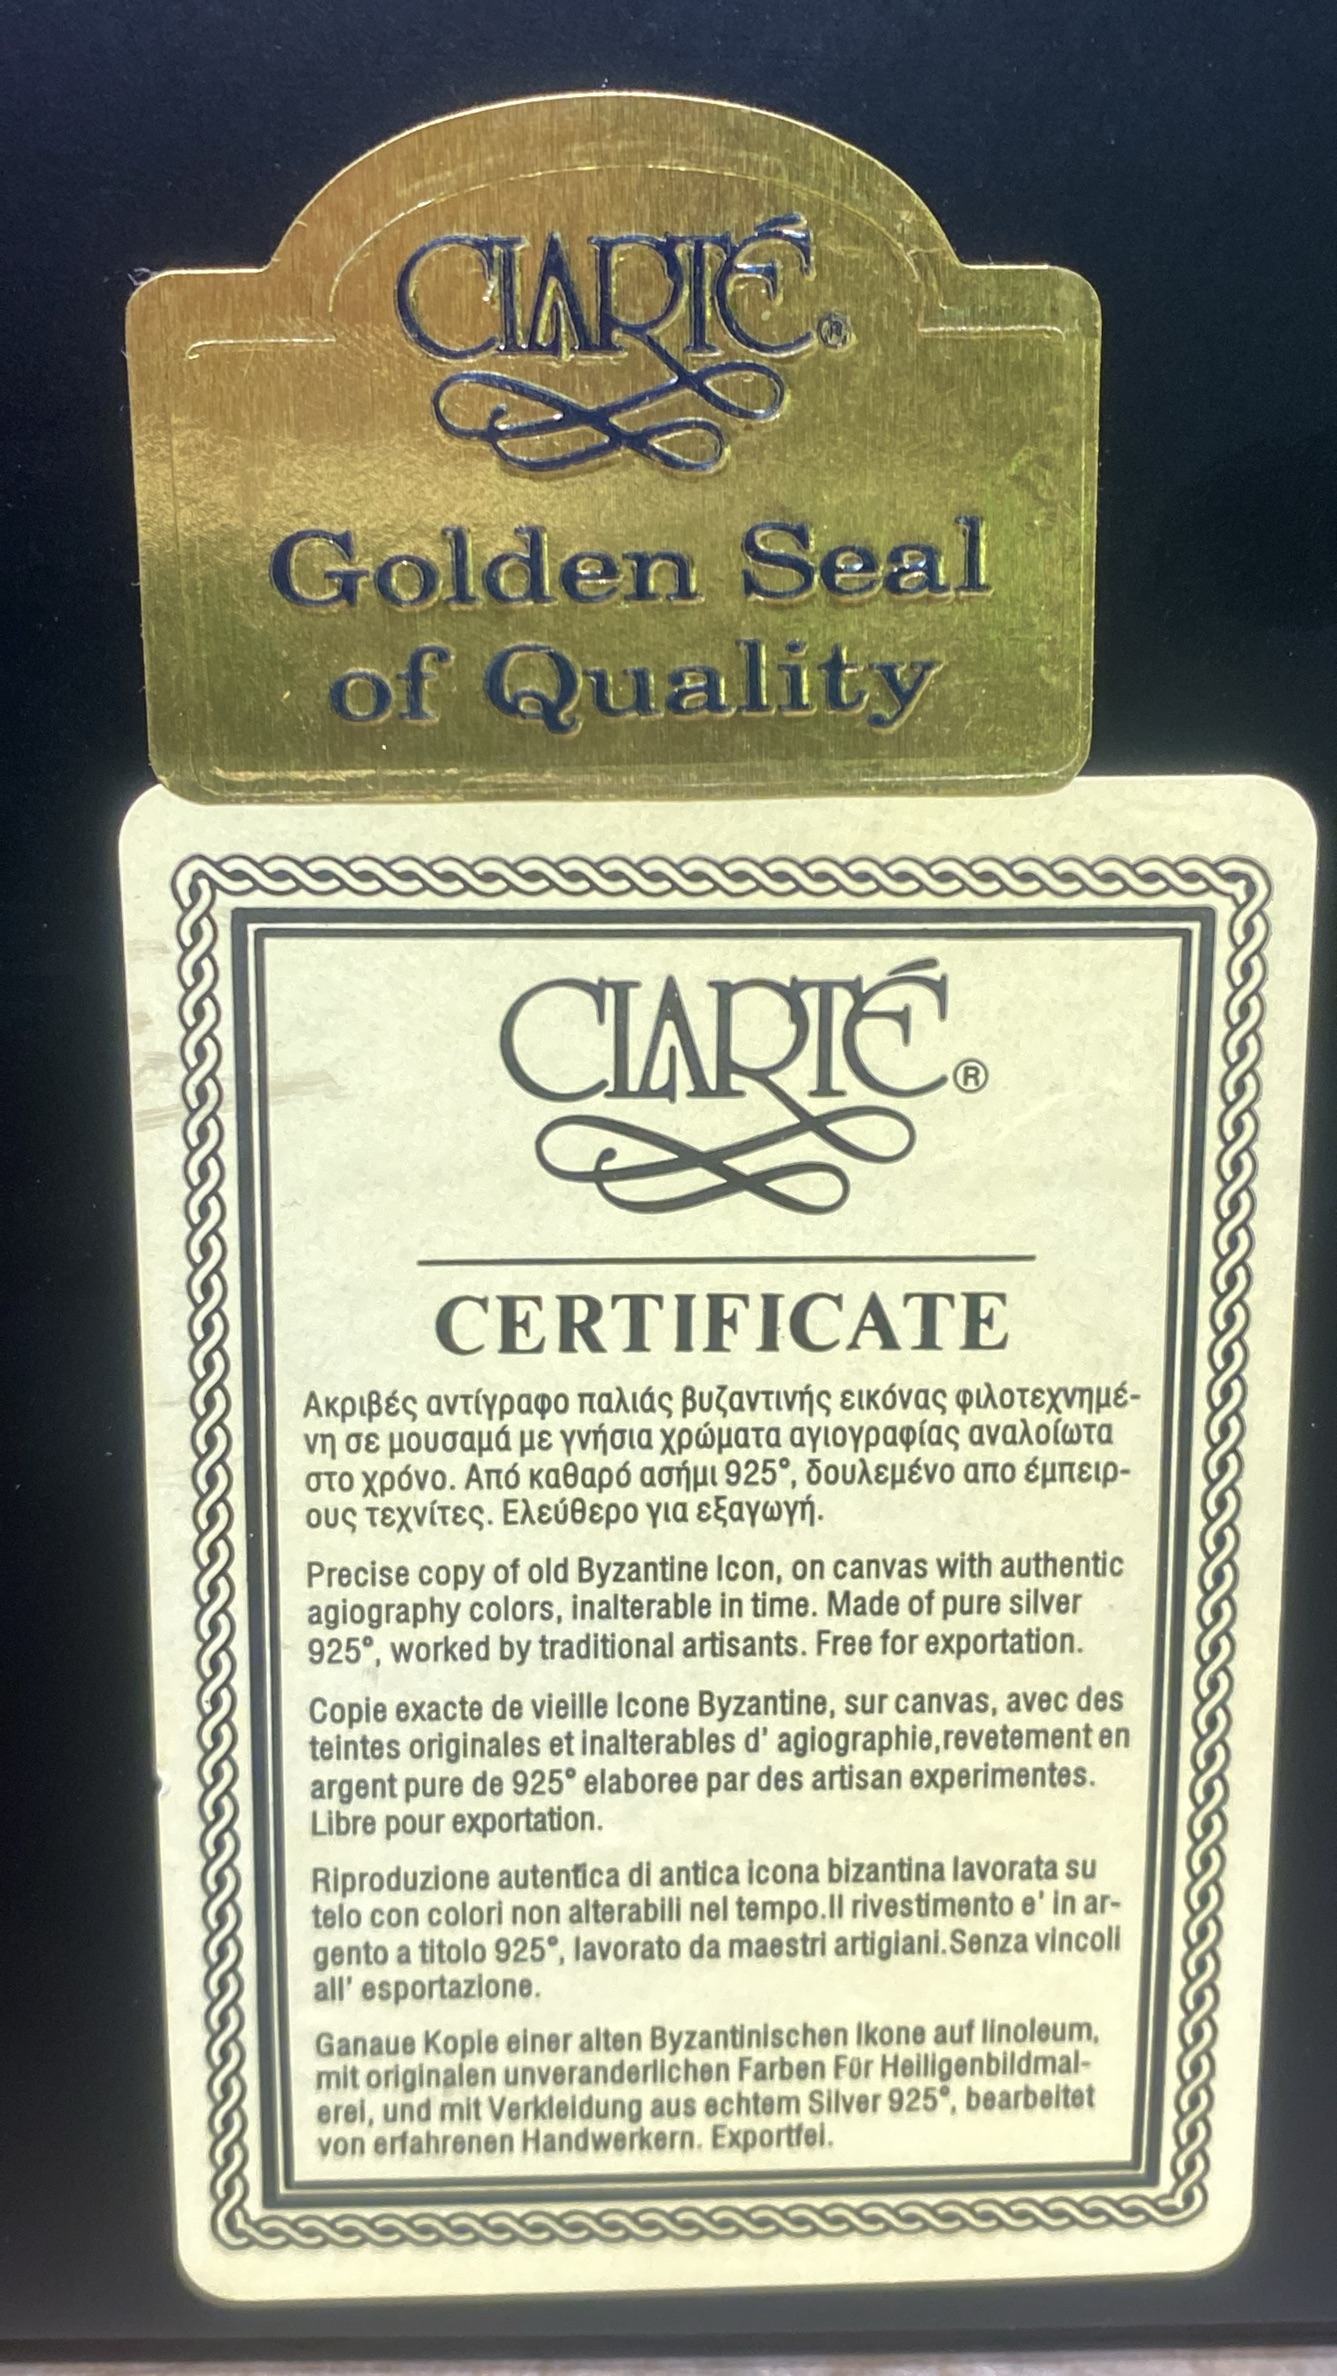 CLARTÉ®
Golden Seal
of Quality
CLARTÉ®
CERTIFICATE
Ακριβές αντίγραφο παλιάς βυζαντινής εικόνας φιλοτεχνημέ-
νη σε μουσαμά με γνήσια χρώματα αγιογραφίας αναλοίωτα
στο χρόνο. Από καθαρό ασήμι 925°, δουλεμένο απο έμπειρ-
ους τεχνίτες. Ελεύθερο για εξαγωγή.
Precise copy of old Byzantine Icon, on canvas with authentic
agiography colors, inalterable in time. Made of pure silver
925°, worked by traditional artisants. Free for exportation.
Copie exacte de vieille Icone Byzantine, sur canvas, avec des
teintes originales et inalterables d' agiographie,revetement en
argent pure de 925° elaboree par des artisan experimentes.
Libre pour exportation.
Riproduzione autentica di antica icona bizantina lavorata su
telo con colori non alterabili nel tempo.Il rivestimento e' in ar-
gento a titolo 925°, lavorato da maestri artigiani.Senza vincoli
all' esportazione.
Ganaue Kopie einer alten Byzantinischen Ikone auf linoleum,
mit originalen unveranderlichen Farben Für Heiligenbildmal-
erei, und mit Verkleidung aus echtem Silver 925°, bearbeitet
von erfahrenen Handwerkern. Exportfei.